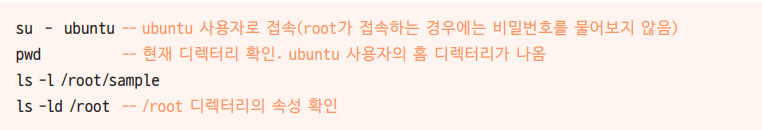 su - ubuntu -- ubuntu 사용자로 접속(root가 접속하는 경우에는 비밀번호를 물어보지 않음)
pwd -- 현재 디렉터리 확인. ubuntu 사용자의 홈 디렉터리가 나옴
ls -l /root/sample
ls -ld /root -- /root 디렉터리의 속성 확인